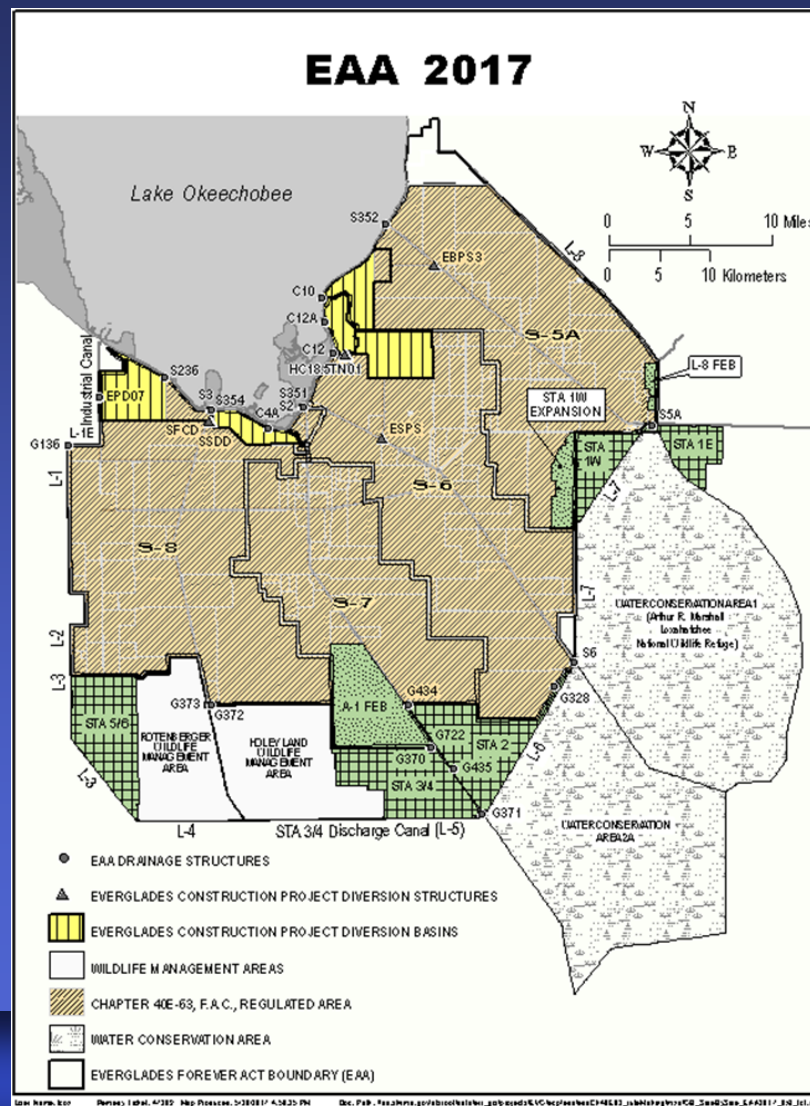 EAA 2017
N
W E
S
Lake Okeechobee
0 5 10 Miles
0 5 10 Kilometers
S352
L-8
EBPS3
C10
C12A
S-5A
C12
HC18.5TN01
L-8 FEB
Industrial Canal
S236
STA 1W
EXPANSION
EPD07
S3
S354
S351
S2
C4A
S5A
L-1E
SFCD
SSDD
ESPS
G136
STA
1W
STA 1E
L-1
S-6
L-7
S-8
L-7
S-7
WATER CONSERVATION AREA 1
(Arthur R. Marshall
Loxahatchee
National Wildlife Refuge)
L-2
S6
L-3
G328
G373
G372
A-1 FEB
G434
STA 5/6
ROTENBERGER
WILDLIFE
MANAGEMENT
AREA
HOLEY LAND
WILDLIFE
MANAGEMENT
AREA
G722
STA 2
L-6
G370
G435
L-3
STA 3/4
G371
L-4
STA 3/4 Discharge Canal (L-5)
WATER CONSERVATION
AREA 2A
EAA DRAINAGE STRUCTURES
EVERGLADES CONSTRUCTION PROJECT DIVERSION STRUCTURES
EVERGLADES CONSTRUCTION PROJECT DIVERSION BASINS
WILDLIFE MANAGEMENT AREAS
CHAPTER 40E-63, F.A.C., REGULATED AREA
WATER CONSERVATION AREA
EVERGLADES FOREVER ACT BOUNDARY (EAA)